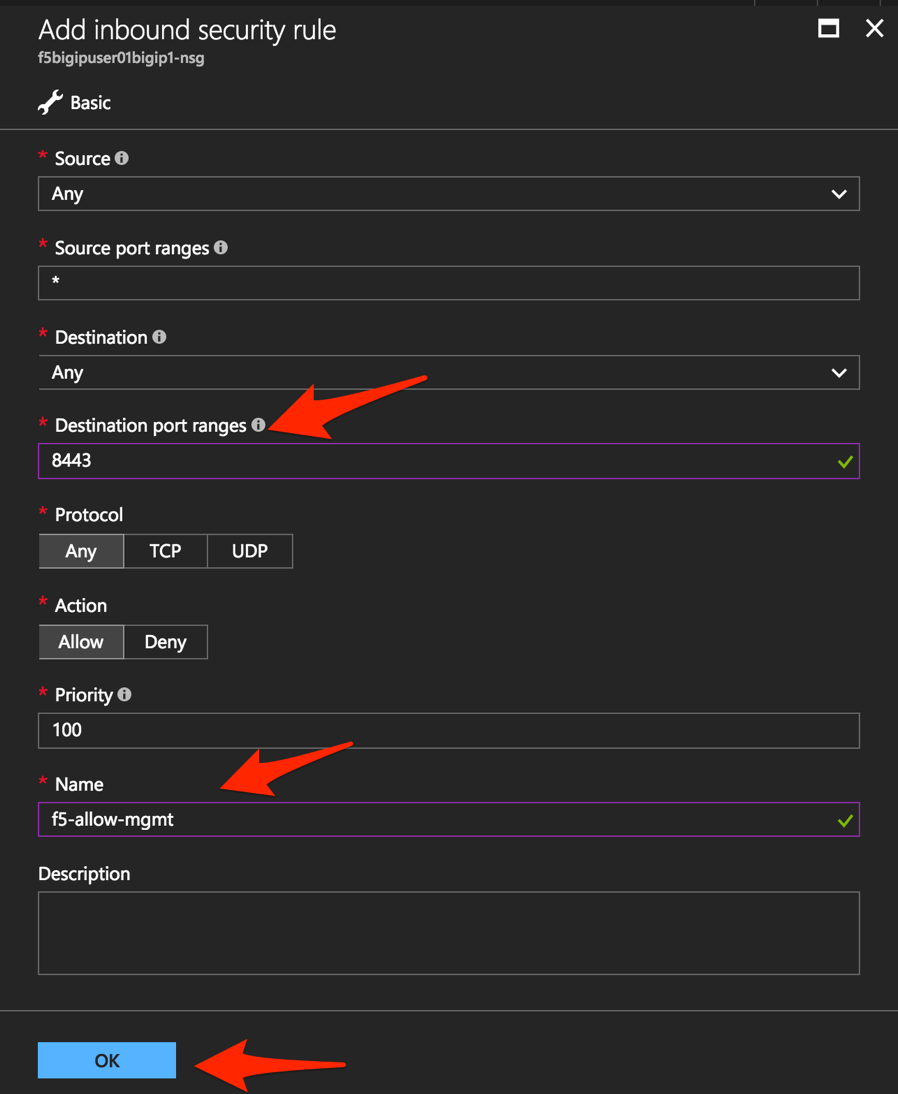 Add inbound security rule
f5bigipuser01bigip1-nsg
Basic
* Source
Any
* Source port ranges
*
* Destination
Any
* Destination port ranges
8443
* Protocol
Any TCP UDP
* Action
Allow Deny
* Priority
100
* Name
f5-allow-mgmt
Description
OK